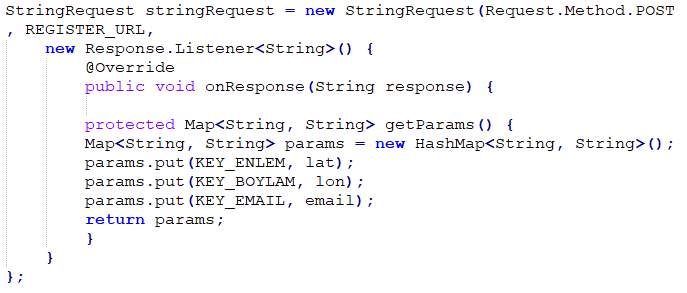 StringRequest stringRequest = new StringRequest(Request.Method.POST
, REGISTER_URL,
new Response.Listener<String>() {
@Override
public void onResponse(String response) {
protected Map<String, String> getParams() {
Map<String, String> params = new HashMap<String, String>();
params.put(KEY_ENLEM, lat);
params.put(KEY_BOYLAM, lon);
params.put(KEY_EMAIL, email);
return params;
}
}
};